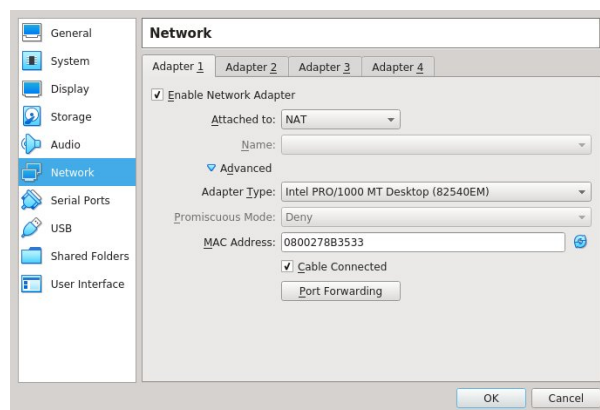 General
System
Display
Storage
Audio
Network
Serial Ports
USB
Shared Folders
User Interface
Network
Adapter 1 Adapter 2 Adapter 3 Adapter 4
Enable Network Adapter
Attached to: NAT
Name:
Advanced
Adapter Type: Intel PRO/1000 MT Desktop (82540EM)
Promiscuous Mode: Deny
MAC Address: 0800278B3533
Cable Connected
Port Forwarding
OK Cancel